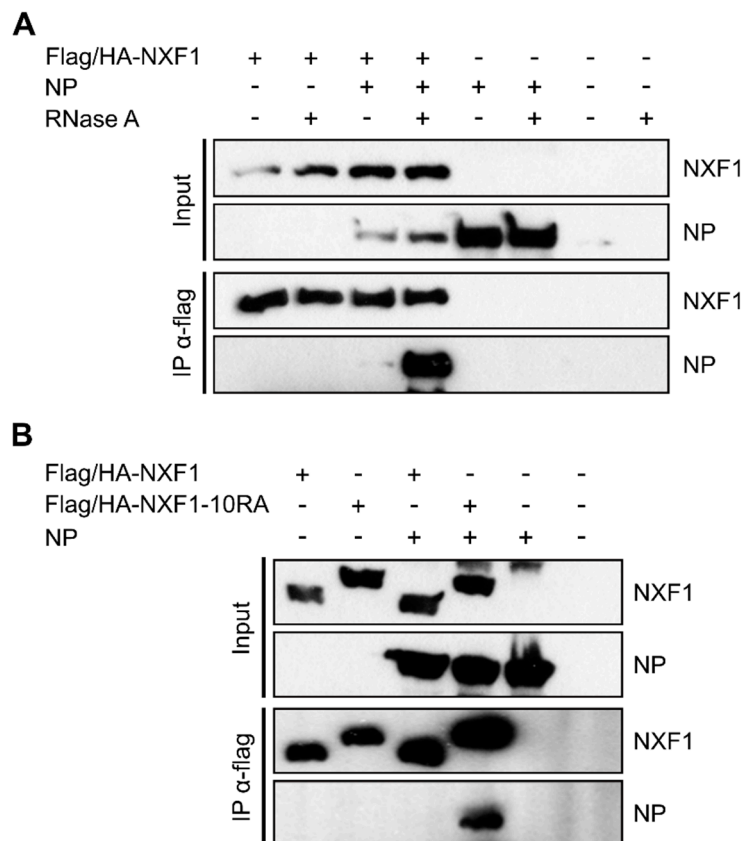 A
Flag/HA-NXF1 + + + + - - - -
NP - - + + + + - -
RNase A - + - + - + - +
Input
NXF1
NP
IP α-flag
NXF1
NP
B
Flag/HA-NXF1 + - + - - -
Flag/HA-NXF1-10RA - + - + - -
NP - - + + + -
Input
NXF1
NP
IP α-flag
NXF1
NP